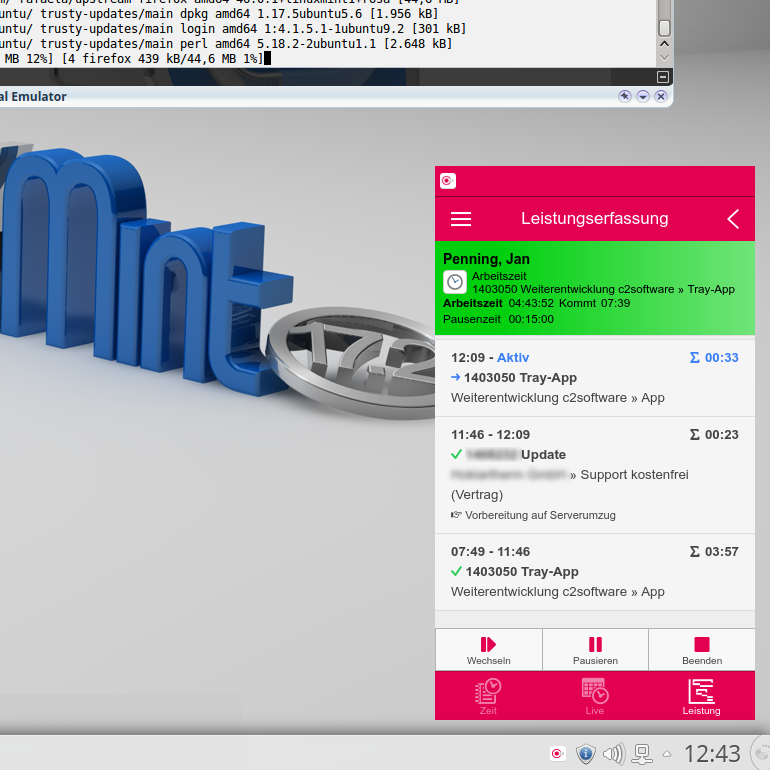 untu/ trusty-updates/main dpkg amd64 1.17.5ubuntu5.6 [1.956 kB]
untu/ trusty-updates/main login amd64 1:4.1.5.1-1ubuntu9.2 [301 kB]
untu/ trusty-updates/main perl amd64 5.18.2-2ubuntu1.1 [2.648 kB]
MB 12%] [4 firefox 439 kB/44,6 MB 1%]
al Emulator
Mint
17.2
Leistungserfassung
Penning, Jan
Arbeitszeit
1403050 Weiterentwicklung c2software » Tray-App
Arbeitszeit 04:43:52 Kommt 07:39
Pausenzeit 00:15:00
12:09 - Aktiv Σ 00:33
→ 1403050 Tray-App
Weiterentwicklung c2software » App
11:46 - 12:09 Σ 00:23
Update
» Support kostenfrei
(Vertrag)
Vorbereitung auf Serverumzug
07:49 - 11:46 Σ 03:57
1403050 Tray-App
Weiterentwicklung c2software » App
Wechseln Pausieren Beenden
Zeit Live Leistung
12:43